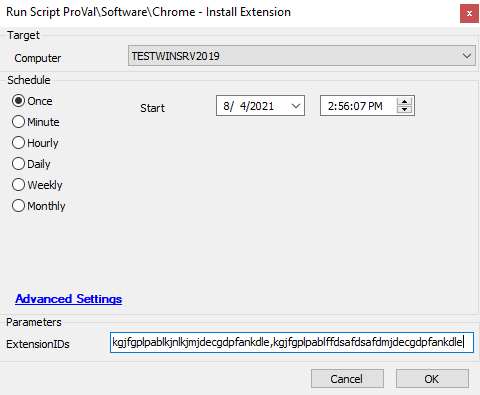 Run Script ProVal\Software\Chrome - Install Extension
x
Target
Computer
TESTWINSRV2019
Schedule
Once
Start
8/ 4/2021
2:56:07 PM
Minute
Hourly
Daily
Weekly
Monthly
Advanced Settings
Parameters
ExtensionIDs
kgjfgplpablkjnlkjmjdecgdpfankdle,kgjfgplpablffdsafdsafdmjdecgdpfankdle
Cancel
OK